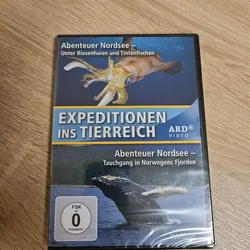 Abenteuer Nordsee –
Unter Riesenhaien und Tintenfischen
EXPEDITIONEN
INS TIERREICH
ARD
VIDEO
Abenteuer Nordsee –
Tauchgang in Norwegens Fjorden
FSK
0